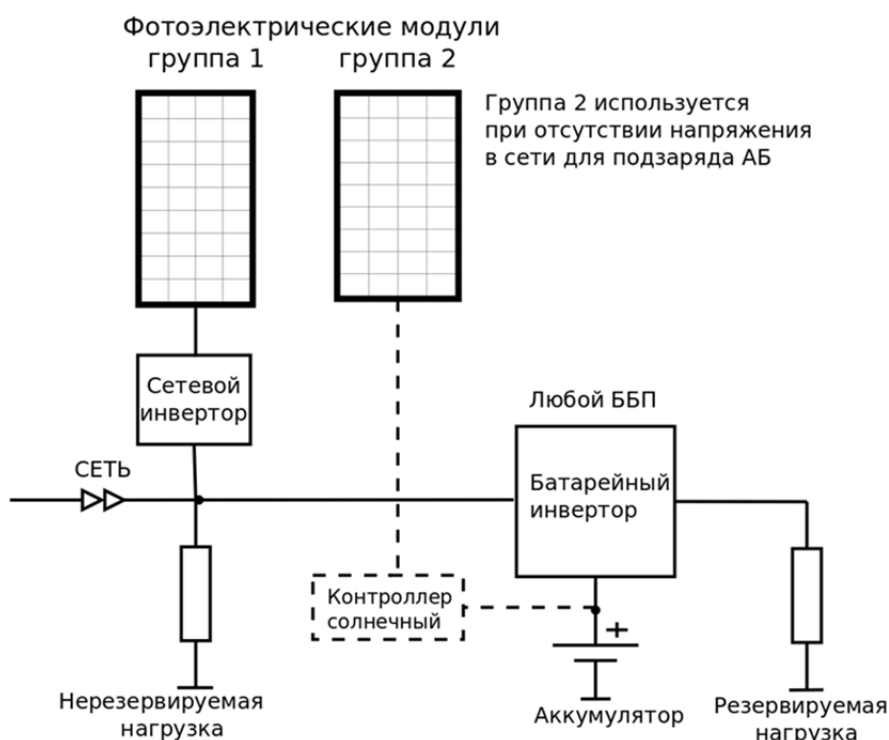 Фотоэлектрические модули
группа 1
группа 2
Группа 2 используется
при отсутствии напряжения
в сети для подзаряда АБ
Сетевой
инвертор
Любой ББП
СЕТЬ
Батарейный
инвертор
Контроллер
солнечный
+
Нерезервируемая
нагрузка
Аккумулятор
Резервируемая
нагрузка